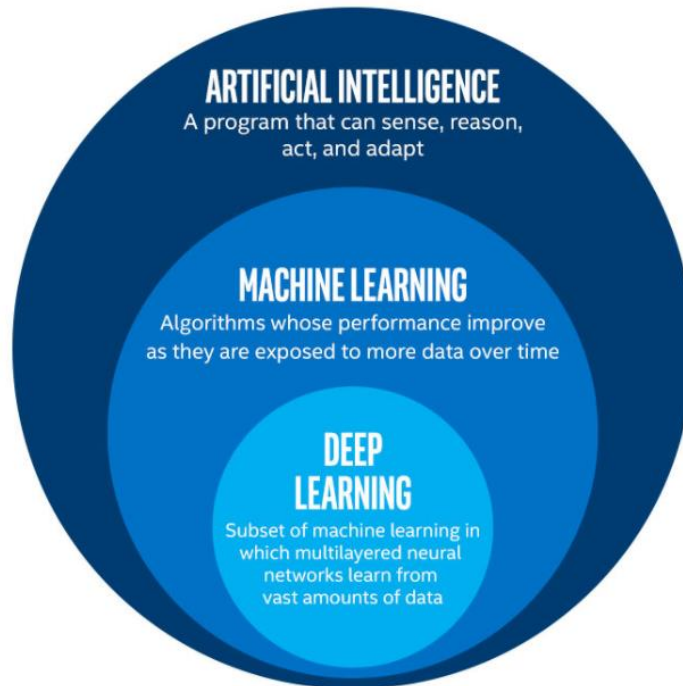 ARTIFICIAL INTELLIGENCE
A program that can sense, reason,
act, and adapt
MACHINE LEARNING
Algorithms whose performance improve
as they are exposed to more data over time
DEEP
LEARNING
Subset of machine learning in
which multilayered neural
networks learn from
vast amounts of data